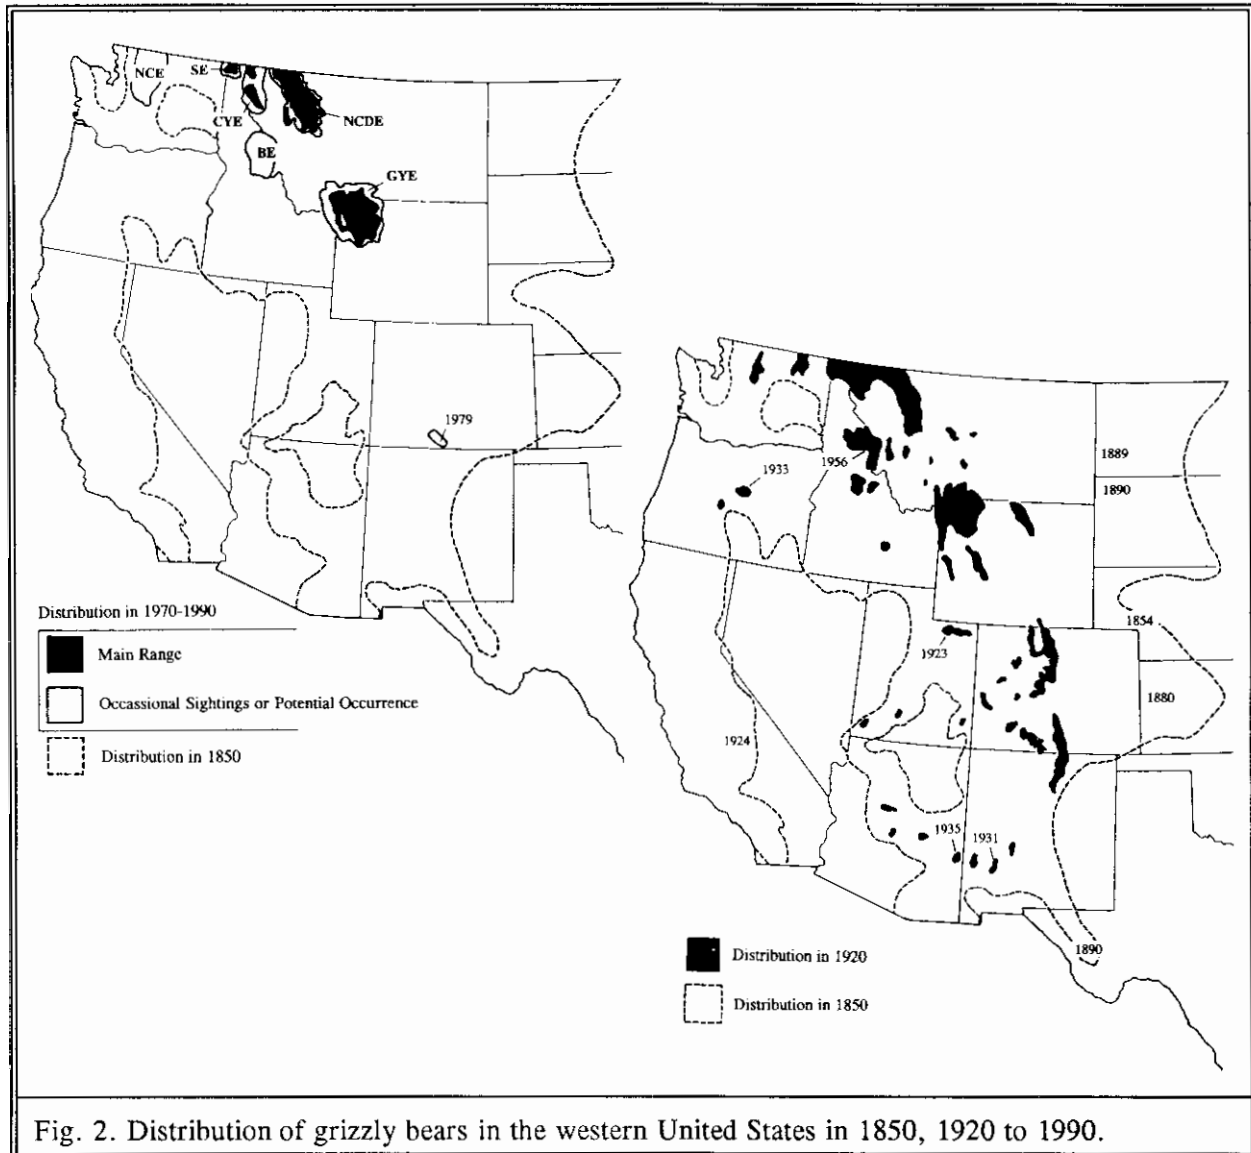 NCE
SE
CYE
NCDE
BE
GYE
1979
Distribution in 1970-1990
Main Range
Occassional Sightings or Potential Occurrence
Distribution in 1850
1956
1933
1889
1890
1854
1923
1880
1924
1935
1931
1890
Distribution in 1920
Distribution in 1850
Fig. 2. Distribution of grizzly bears in the western United States in 1850, 1920 to 1990.